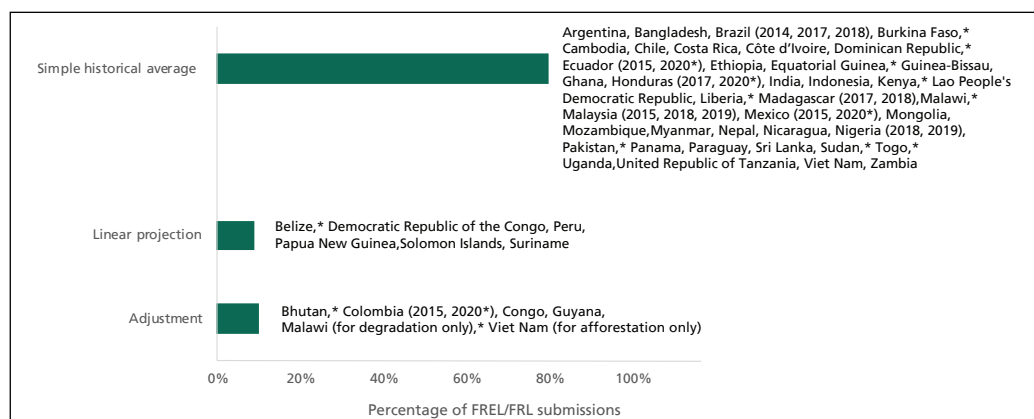 Simple historical average
Argentina, Bangladesh, Brazil (2014, 2017, 2018), Burkina Faso,*
Cambodia, Chile, Costa Rica, Côte d’Ivoire, Dominican Republic,*
Ecuador (2015, 2020*), Ethiopia, Equatorial Guinea,* Guinea-Bissau,
Ghana, Honduras (2017, 2020*), India, Indonesia, Kenya,* Lao People's
Democratic Republic, Liberia,* Madagascar (2017, 2018),Malawi,*
Malaysia (2015, 2018, 2019), Mexico (2015, 2020*), Mongolia,
Mozambique,Myanmar, Nepal, Nicaragua, Nigeria (2018, 2019),
Pakistan,* Panama, Paraguay, Sri Lanka, Sudan,* Togo,*
Uganda,United Republic of Tanzania, Viet Nam, Zambia
Linear projection
Belize,* Democratic Republic of the Congo, Peru,
Papua New Guinea,Solomon Islands, Suriname
Adjustment
Bhutan,* Colombia (2015, 2020*), Congo, Guyana,
Malawi (for degradation only),* Viet Nam (for afforestation only)
0% 20% 40% 60% 80% 100%
Percentage of FREL/FRL submissions